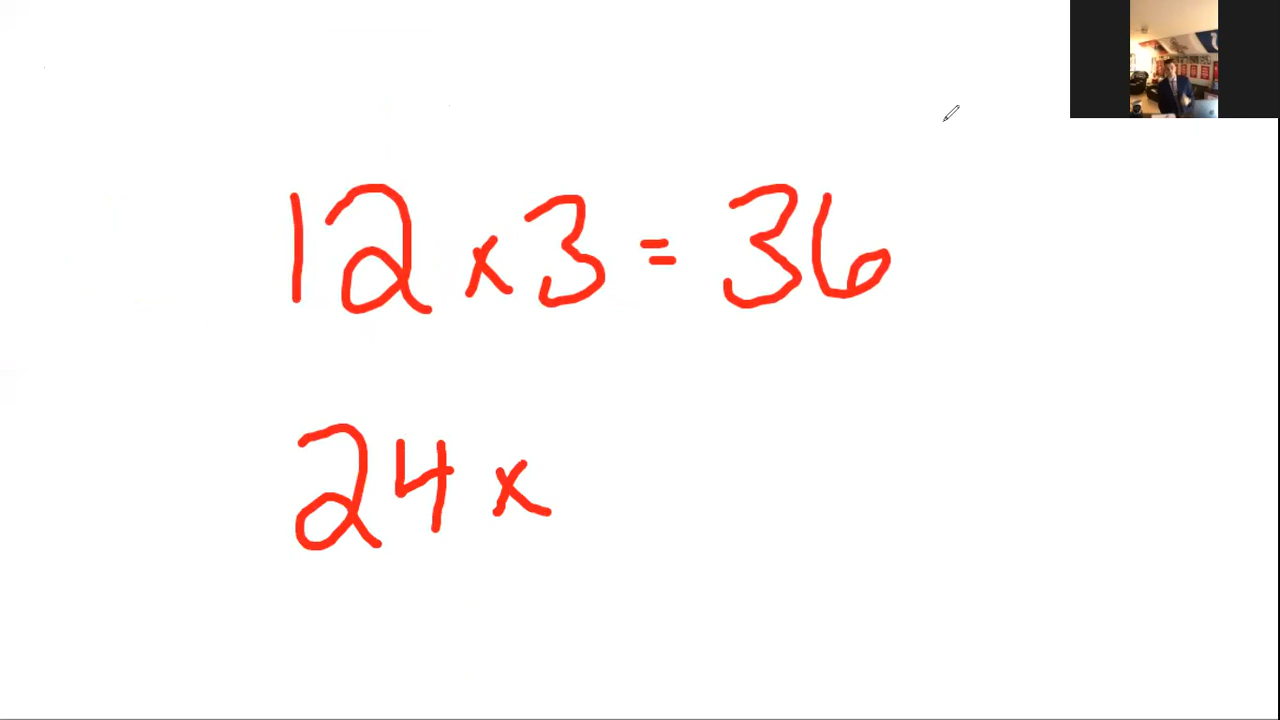 12 x 3 = 36
24 x